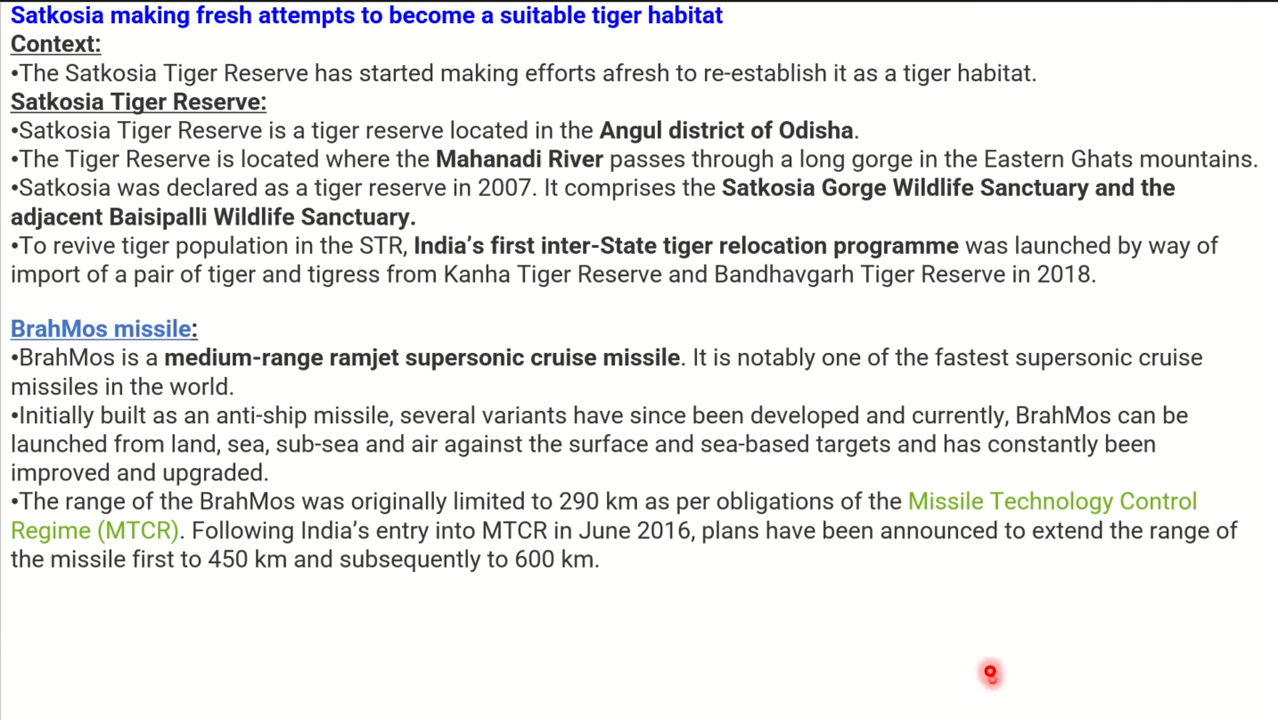 Satkosia making fresh attempts to become a suitable tiger habitat
Context:
•The Satkosia Tiger Reserve has started making efforts afresh to re-establish it as a tiger habitat.
Satkosia Tiger Reserve:
•Satkosia Tiger Reserve is a tiger reserve located in the Angul district of Odisha.
•The Tiger Reserve is located where the Mahanadi River passes through a long gorge in the Eastern Ghats mountains.
•Satkosia was declared as a tiger reserve in 2007. It comprises the Satkosia Gorge Wildlife Sanctuary and the
adjacent Baisipalli Wildlife Sanctuary.
•To revive tiger population in the STR, India’s first inter-State tiger relocation programme was launched by way of
import of a pair of tiger and tigress from Kanha Tiger Reserve and Bandhavgarh Tiger Reserve in 2018.
BrahMos missile:
•BrahMos is a medium-range ramjet supersonic cruise missile. It is notably one of the fastest supersonic cruise
missiles in the world.
•Initially built as an anti-ship missile, several variants have since been developed and currently, BrahMos can be
launched from land, sea, sub-sea and air against the surface and sea-based targets and has constantly been
improved and upgraded.
•The range of the BrahMos was originally limited to 290 km as per obligations of the Missile Technology Control
Regime (MTCR). Following India’s entry into MTCR in June 2016, plans have been announced to extend the range of
the missile first to 450 km and subsequently to 600 km.